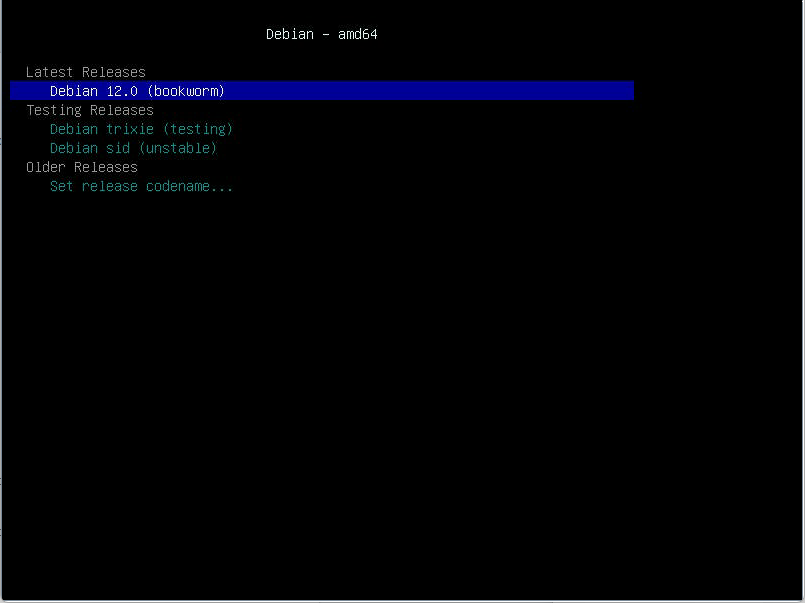 Debian - amd64
Latest Releases
Debian 12.0 (bookworm)
Testing Releases
Debian trixie (testing)
Debian sid (unstable)
Older Releases
Set release codename...